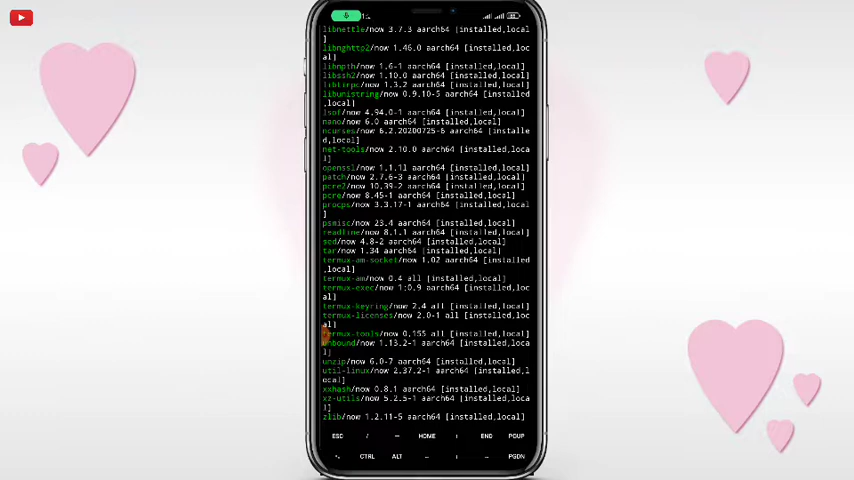 libnettle/now 3.7.3 aarch64 [installed,local
]
libnghttp2/now 1.46.0 aarch64 [installed,loc
al]
libnpth/now 1.6-1 aarch64 [installed,local]
libssh2/now 1.10.0 aarch64 [installed,local]
libtirpc/now 1.3.2 aarch64 [installed,local]
libunistring/now 0.9.10-5 aarch64 [installed
,local]
lsof/now 4.94.0-1 aarch64 [installed,local]
nano/now 6.0 aarch64 [installed,local]
ncurses/now 6.2.20200725-6 aarch64 [installe
d,local]
net-tools/now 2.10.0 aarch64 [installed,loca
l]
openssl/now 1.1.1l aarch64 [installed,local]
patch/now 2.7.6-3 aarch64 [installed,local]
pcre2/now 10.39-2 aarch64 [installed,local]
pcre/now 8.45-1 aarch64 [installed,local]
procps/now 3.3.17-1 aarch64 [installed,local
]
psmisc/now 23.4 aarch64 [installed,local]
readline/now 8.1.1 aarch64 [installed,local]
sed/now 4.8-2 aarch64 [installed,local]
tar/now 1.34 aarch64 [installed,local]
termux-am-socket/now 1.02 aarch64 [installed
,local]
termux-am/now 0.4 all [installed,local]
termux-exec/now 1:0.9 aarch64 [installed,loc
al]
termux-keyring/now 2.4 all [installed,local]
termux-licenses/now 2.0-1 all [installed,loc
al]
termux-tools/now 0.155 all [installed,local]
unbound/now 1.13.2-1 aarch64 [installed,loca
l]
unzip/now 6.0-7 aarch64 [installed,local]
util-linux/now 2.37.2-1 aarch64 [installed,l
ocal]
xxhash/now 0.8.1 aarch64 [installed,local]
xz-utils/now 5.2.5-1 aarch64 [installed,loca
l]
zlib/now 1.2.11-5 aarch64 [installed,local]
ESC / HOME END PGUP
CTRL ALT PGDN